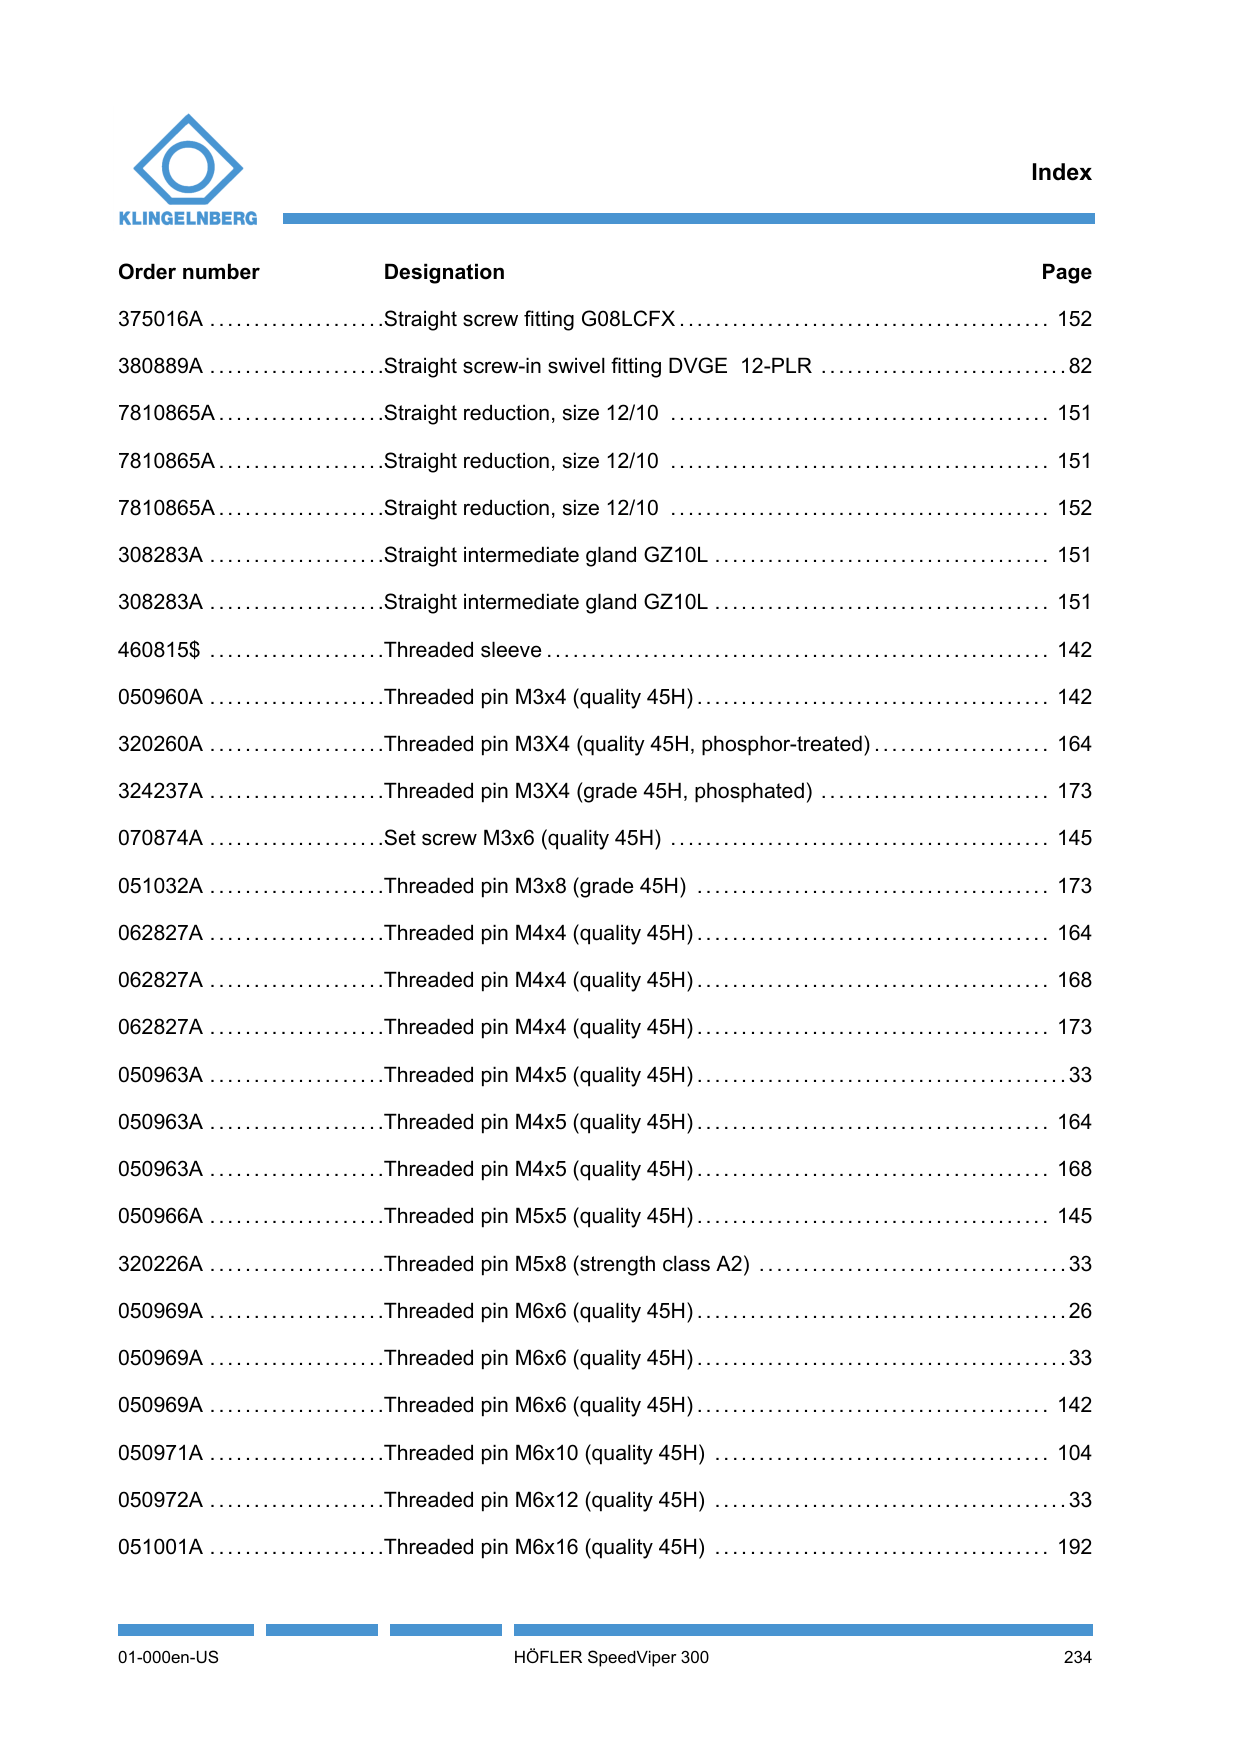 KLINGELNBERG
Index
Order number Designation Page
375016A ....................Straight screw fitting G08LCFX.......................................... 152
380889A ....................Straight screw-in swivel fitting DVGE  12-PLR ............................82
7810865A...................Straight reduction, size 12/10 ........................................... 151
7810865A...................Straight reduction, size 12/10 ........................................... 151
7810865A...................Straight reduction, size 12/10 ........................................... 152
308283A ....................Straight intermediate gland GZ10L ...................................... 151
308283A ....................Straight intermediate gland GZ10L ...................................... 151
460815$ ....................Threaded sleeve......................................................... 142
050960A ....................Threaded pin M3x4 (quality 45H)........................................ 142
320260A ....................Threaded pin M3X4 (quality 45H, phosphor-treated).................... 164
324237A ....................Threaded pin M3X4 (grade 45H, phosphated) .......................... 173
070874A ....................Set screw M3x6 (quality 45H) ........................................... 145
051032A ....................Threaded pin M3x8 (grade 45H) ........................................ 173
062827A ....................Threaded pin M4x4 (quality 45H)........................................ 164
062827A ....................Threaded pin M4x4 (quality 45H)........................................ 168
062827A ....................Threaded pin M4x4 (quality 45H)........................................ 173
050963A ....................Threaded pin M4x5 (quality 45H)..........................................33
050963A ....................Threaded pin M4x5 (quality 45H)........................................ 164
050963A ....................Threaded pin M4x5 (quality 45H)........................................ 168
050966A ....................Threaded pin M5x5 (quality 45H)........................................ 145
320226A ....................Threaded pin M5x8 (strength class A2) ...................................33
050969A ....................Threaded pin M6x6 (quality 45H)..........................................26
050969A ....................Threaded pin M6x6 (quality 45H)..........................................33
050969A ....................Threaded pin M6x6 (quality 45H)........................................ 142
050971A ....................Threaded pin M6x10 (quality 45H) ...................................... 104
050972A ....................Threaded pin M6x12 (quality 45H) ........................................33
051001A ....................Threaded pin M6x16 (quality 45H) ...................................... 192
01-000en-US HÖFLER SpeedViper 300 234